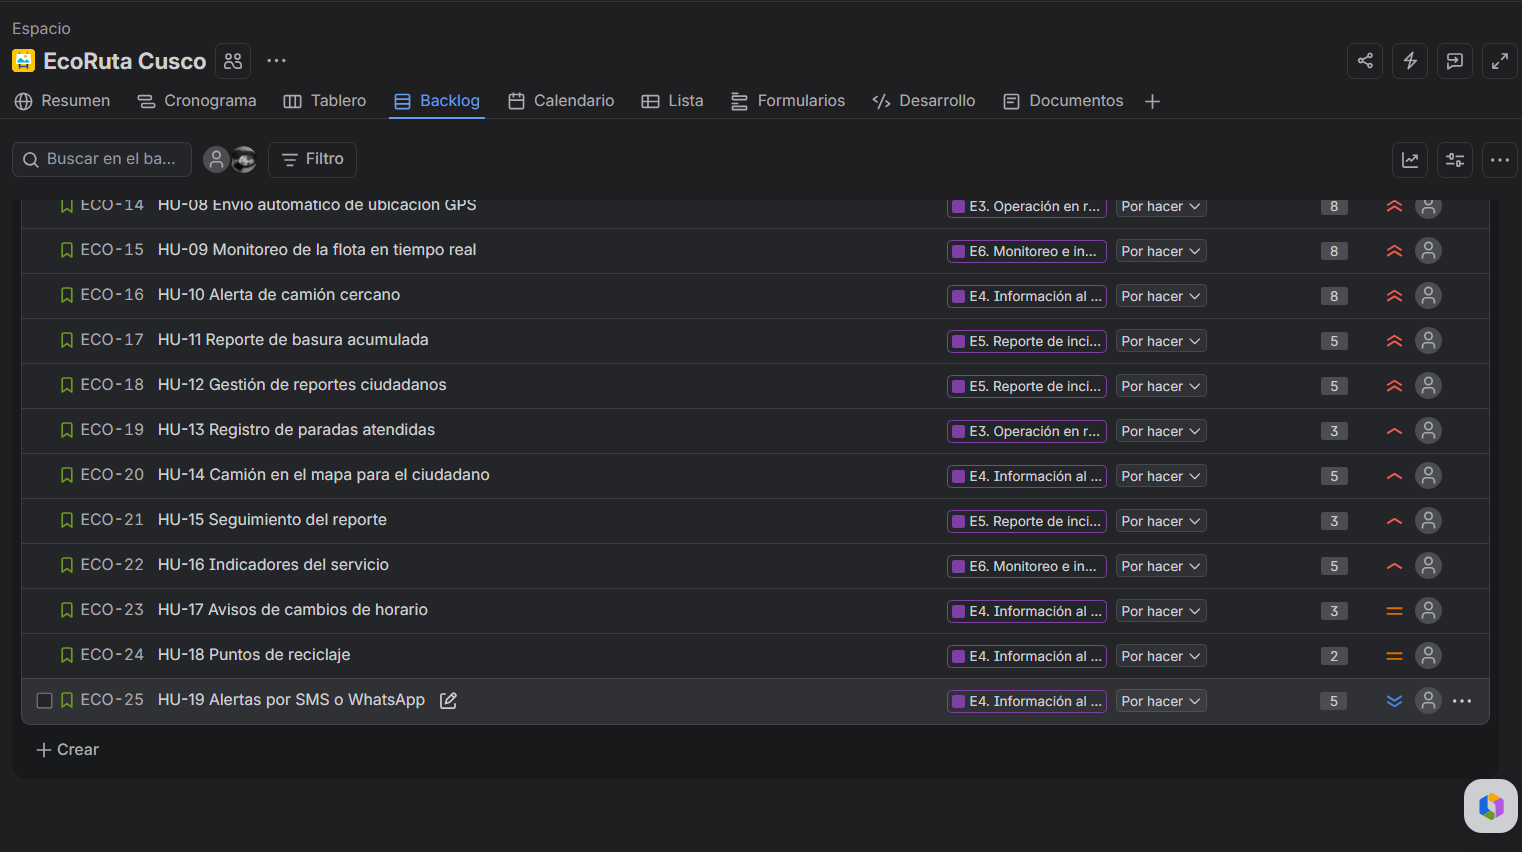 Espacio
EcoRuta Cusco
Resumen Cronograma Tablero Backlog Calendario Lista Formularios Desarrollo Documentos
Buscar en el ba... Filtro
ECO-14 HU-08 Envío automático de ubicación GPS E3. Operación en r... Por hacer 8
ECO-15 HU-09 Monitoreo de la flota en tiempo real E6. Monitoreo e in... Por hacer 8
ECO-16 HU-10 Alerta de camión cercano E4. Información al ... Por hacer 8
ECO-17 HU-11 Reporte de basura acumulada E5. Reporte de inci... Por hacer 5
ECO-18 HU-12 Gestión de reportes ciudadanos E5. Reporte de inci... Por hacer 5
ECO-19 HU-13 Registro de paradas atendidas E3. Operación en r... Por hacer 3
ECO-20 HU-14 Camión en el mapa para el ciudadano E4. Información al ... Por hacer 5
ECO-21 HU-15 Seguimiento del reporte E5. Reporte de inci... Por hacer 3
ECO-22 HU-16 Indicadores del servicio E6. Monitoreo e in... Por hacer 5
ECO-23 HU-17 Avisos de cambios de horario E4. Información al ... Por hacer 3
ECO-24 HU-18 Puntos de reciclaje E4. Información al ... Por hacer 2
ECO-25 HU-19 Alertas por SMS o WhatsApp E4. Información al ... Por hacer 5
Crear